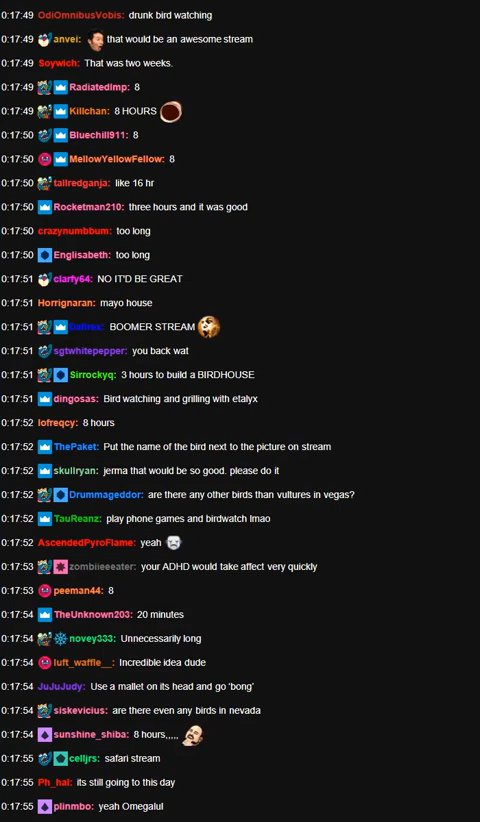 0:17:49 OdiOmnibusVobis: drunk bird watching
0:17:49 anvei: that would be an awesome stream
0:17:49 Soywich: That was two weeks.
0:17:49 RadiatedImp: 8
0:17:49 Killchan: 8 HOURS
0:17:50 Bluechill911: 8
0:17:50 MellowYellowFellow: 8
0:17:50 tallredganja: like 16 hr
0:17:50 Rocketman210: three hours and it was good
0:17:50 crazynumbbum: too long
0:17:50 Englisabeth: too long
0:17:51 clarfy64: NO IT'D BE GREAT
0:17:51 Horrignaran: mayo house
0:17:51 BOOMER STREAM
0:17:51 sgtwhitepepper: you back wat
0:17:51 Sirrockyq: 3 hours to build a BIRDHOUSE
0:17:51 dingosas: Bird watching and grilling with etalyx
0:17:52 lofreqcy: 8 hours
0:17:52 ThePaket: Put the name of the bird next to the picture on stream
0:17:52 skullryan: jerma that would be so good. please do it
0:17:52 Drummageddor: are there any other birds than vultures in vegas?
0:17:52 TauReanz: play phone games and birdwatch lmao
0:17:52 AscendedPyroFlame: yeah
0:17:53 zombiieeeater: your ADHD would take affect very quickly
0:17:53 peeman44: 8
0:17:54 TheUnknown203: 20 minutes
0:17:54 novey333: Unnecessarily long
0:17:54 luft_waffle__: Incredible idea dude
0:17:54 JuJuJudy: Use a mallet on its head and go 'bong'
0:17:54 siskevicius: are there even any birds in nevada
0:17:54 sunshine_shiba: 8 hours,,,,,
0:17:55 celljrs: safari stream
0:17:55 Ph_hal: its still going to this day
0:17:55 plinmbo: yeah Omegalul